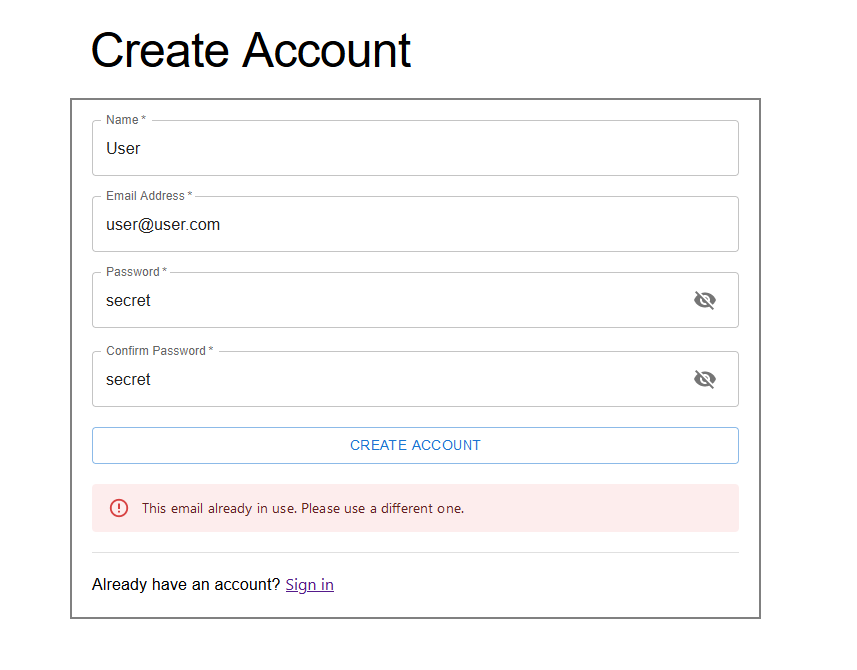 Create Account
Name *
User
Email Address *
user@user.com
Password *
secret
Confirm Password *
secret
CREATE ACCOUNT
This email already in use. Please use a different one.
Already have an account? Sign in